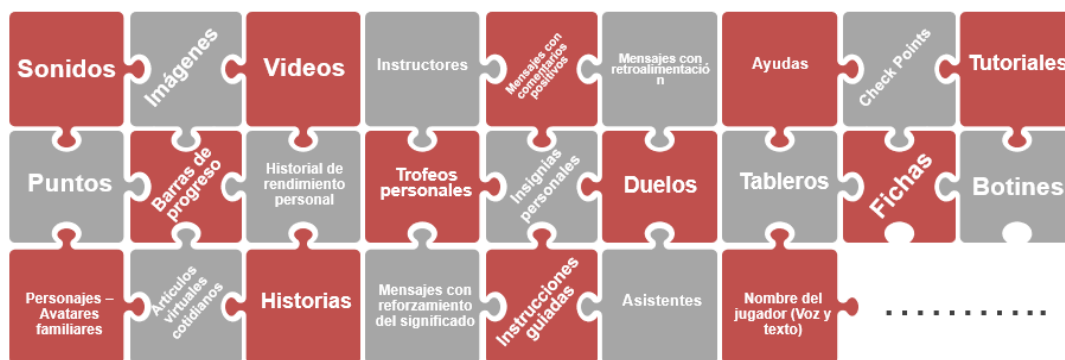 Sonidos
Imágenes
Videos
Instructores
Mensajes con
comentarios
positivos
Mensajes con
retroalimentació
n
Ayudas
Check Points
Tutoriales
Puntos
Barras de
progreso
Historial de
rendimiento
personal
Trofeos
personales
Insignias
personales
Duelos
Tableros
Fichas
Botines
Personajes –
Avatares
familiares
Artículos
virtuales
cotidianos
Historias
Mensajes con
reforzamiento
del significado
Instrucciones
guiadas
Asistentes
Nombre del
jugador (Voz y
texto)
...........